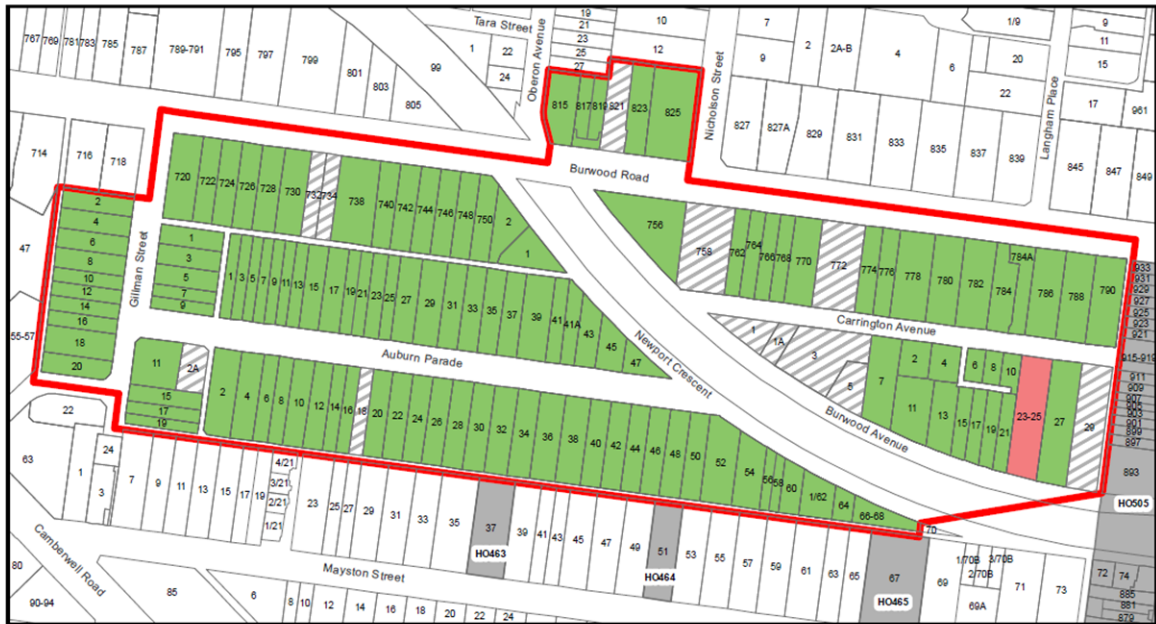 767 769 781 783 785 787 789-791 795 797 799 801 803 805
Tara Street
1 22 24 99
Oberon Avenue
19
21
23
25
27
10
12
Nicholson Street
7
9
2
2A-B
4
6
1/9
20
22
Langham Place
9
11
15
17
961
714 716 718
815 817 819 821 823 825
827 827A 829 831 833 835 837 839
845 847 849
Burwood Road
720 722 724 726 728 730 732 734 738 740 742 744 746 748 750 2
1
756 758 762 764 766 768 770 772 774 776 778 780 782 784 784A 786 788 790
47
55-57
2
4
6
8
10
12
14
16
18
20
Gillman Street
1
3
5
7
9
1 3 5 7 9 11 13 15 17 19 21 23 25 27 29 31 33 35 37 39 41 41A 43 45 47
Newport Crescent
Carrington Avenue
1 1A 3 5
7 2 4 6 8 10
11 13 15 17 19 21 23-25 27 29
Burwood Avenue
933
931
929
927
925
923
921
915-919
911
909
907
905
903
901
899
897
893
HO505
Auburn Parade
11 2A
15
17
19
2 4 6 8 10 12 14 16 18 20 22 24 26 28 30 32 34 36 38 40 42 44 46 48 50 52 54 56 58 60 1/62 64 66-68
70
22
63 1 24
3
7 9 11 13 15 17 19
4/21
3/21
2/21
1/21
23 25 27 29 31 33 35 37 39 41 43 45 47 49 51 53 55 57 59 61 63 65 67 69
HO463
HO464
HO465
1/70B 3/70B
2/70B
69A
71 73
72 74
885
881
879
Mayston Street
Camberwell Road
80
90-94
85
6 8 10 12 14 16 18 20 22 24